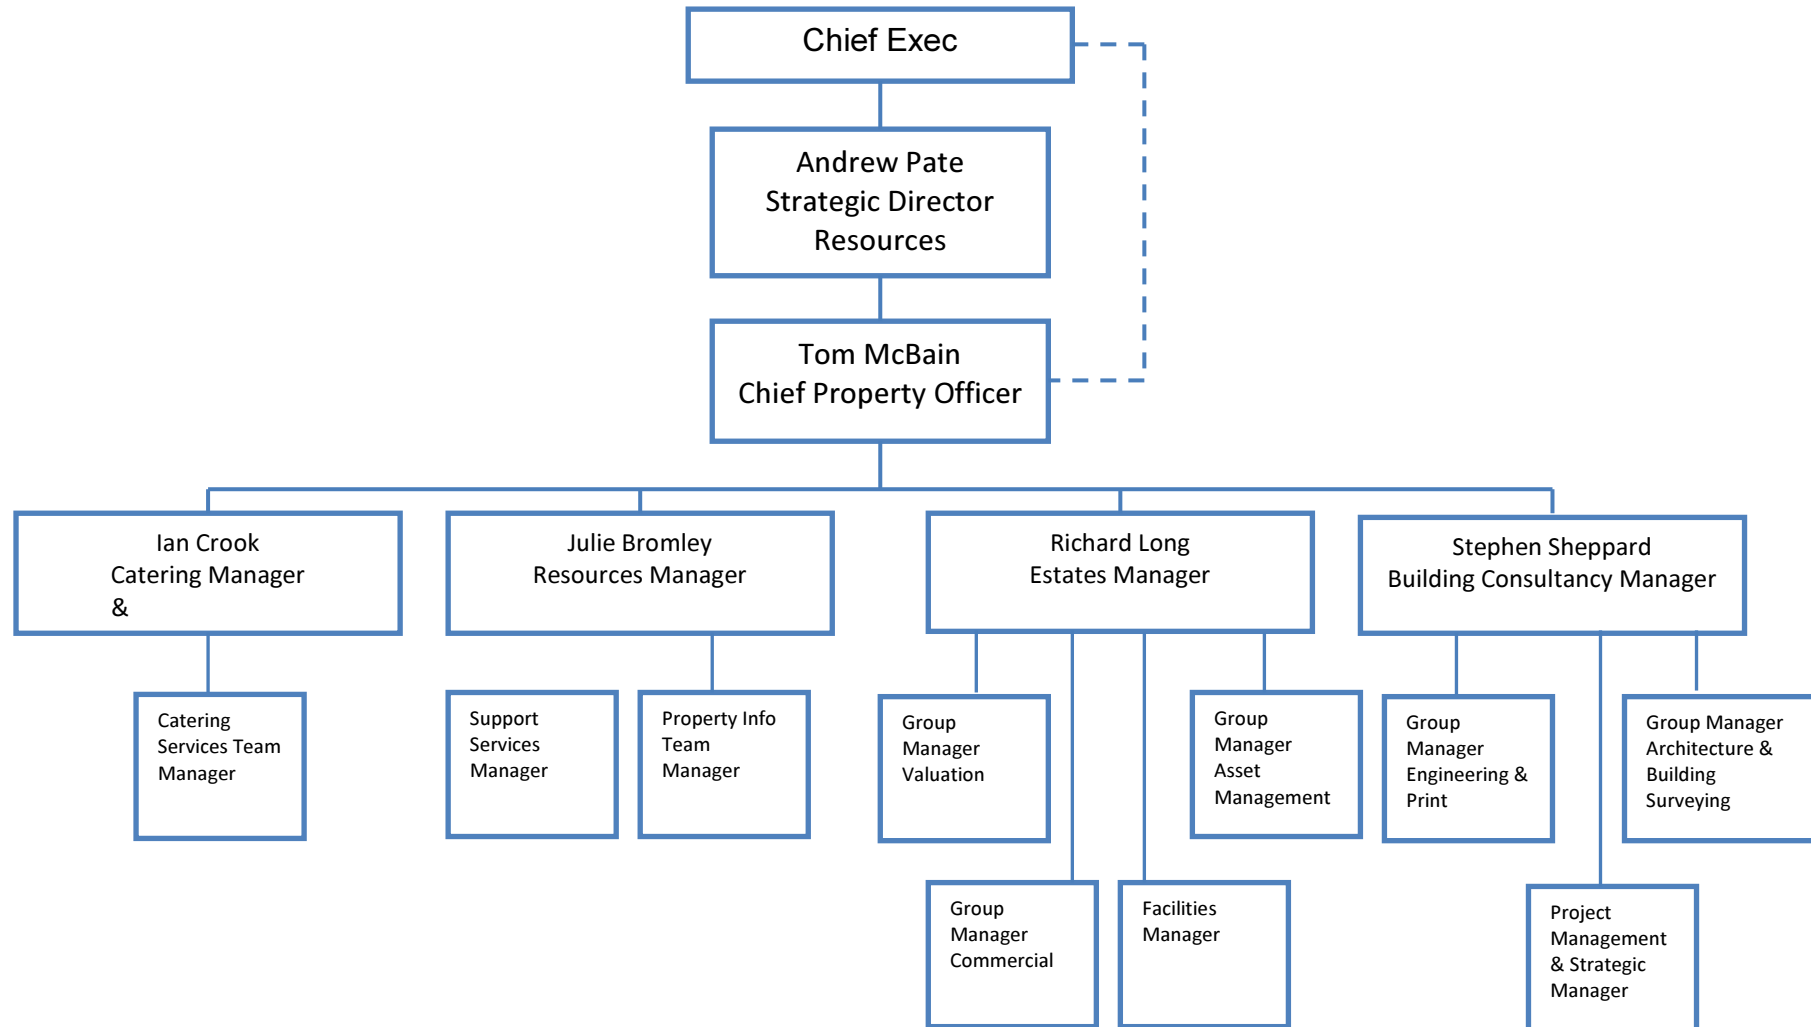 Chief Exec
Andrew Pate
Strategic Director
Resources
Tom McBain
Chief Property Officer
Ian Crook
Catering Manager
&
Julie Bromley
Resources Manager
Richard Long
Estates Manager
Stephen Sheppard
Building Consultancy Manager
Catering
Services Team
Manager
Support
Services
Manager
Property Info
Team
Manager
Group
Manager
Valuation
Group
Manager
Asset
Management
Group
Manager
Engineering &
Print
Group Manager
Architecture &
Building
Surveying
Group
Manager
Commercial
Facilities
Manager
Project
Management
& Strategic
Manager